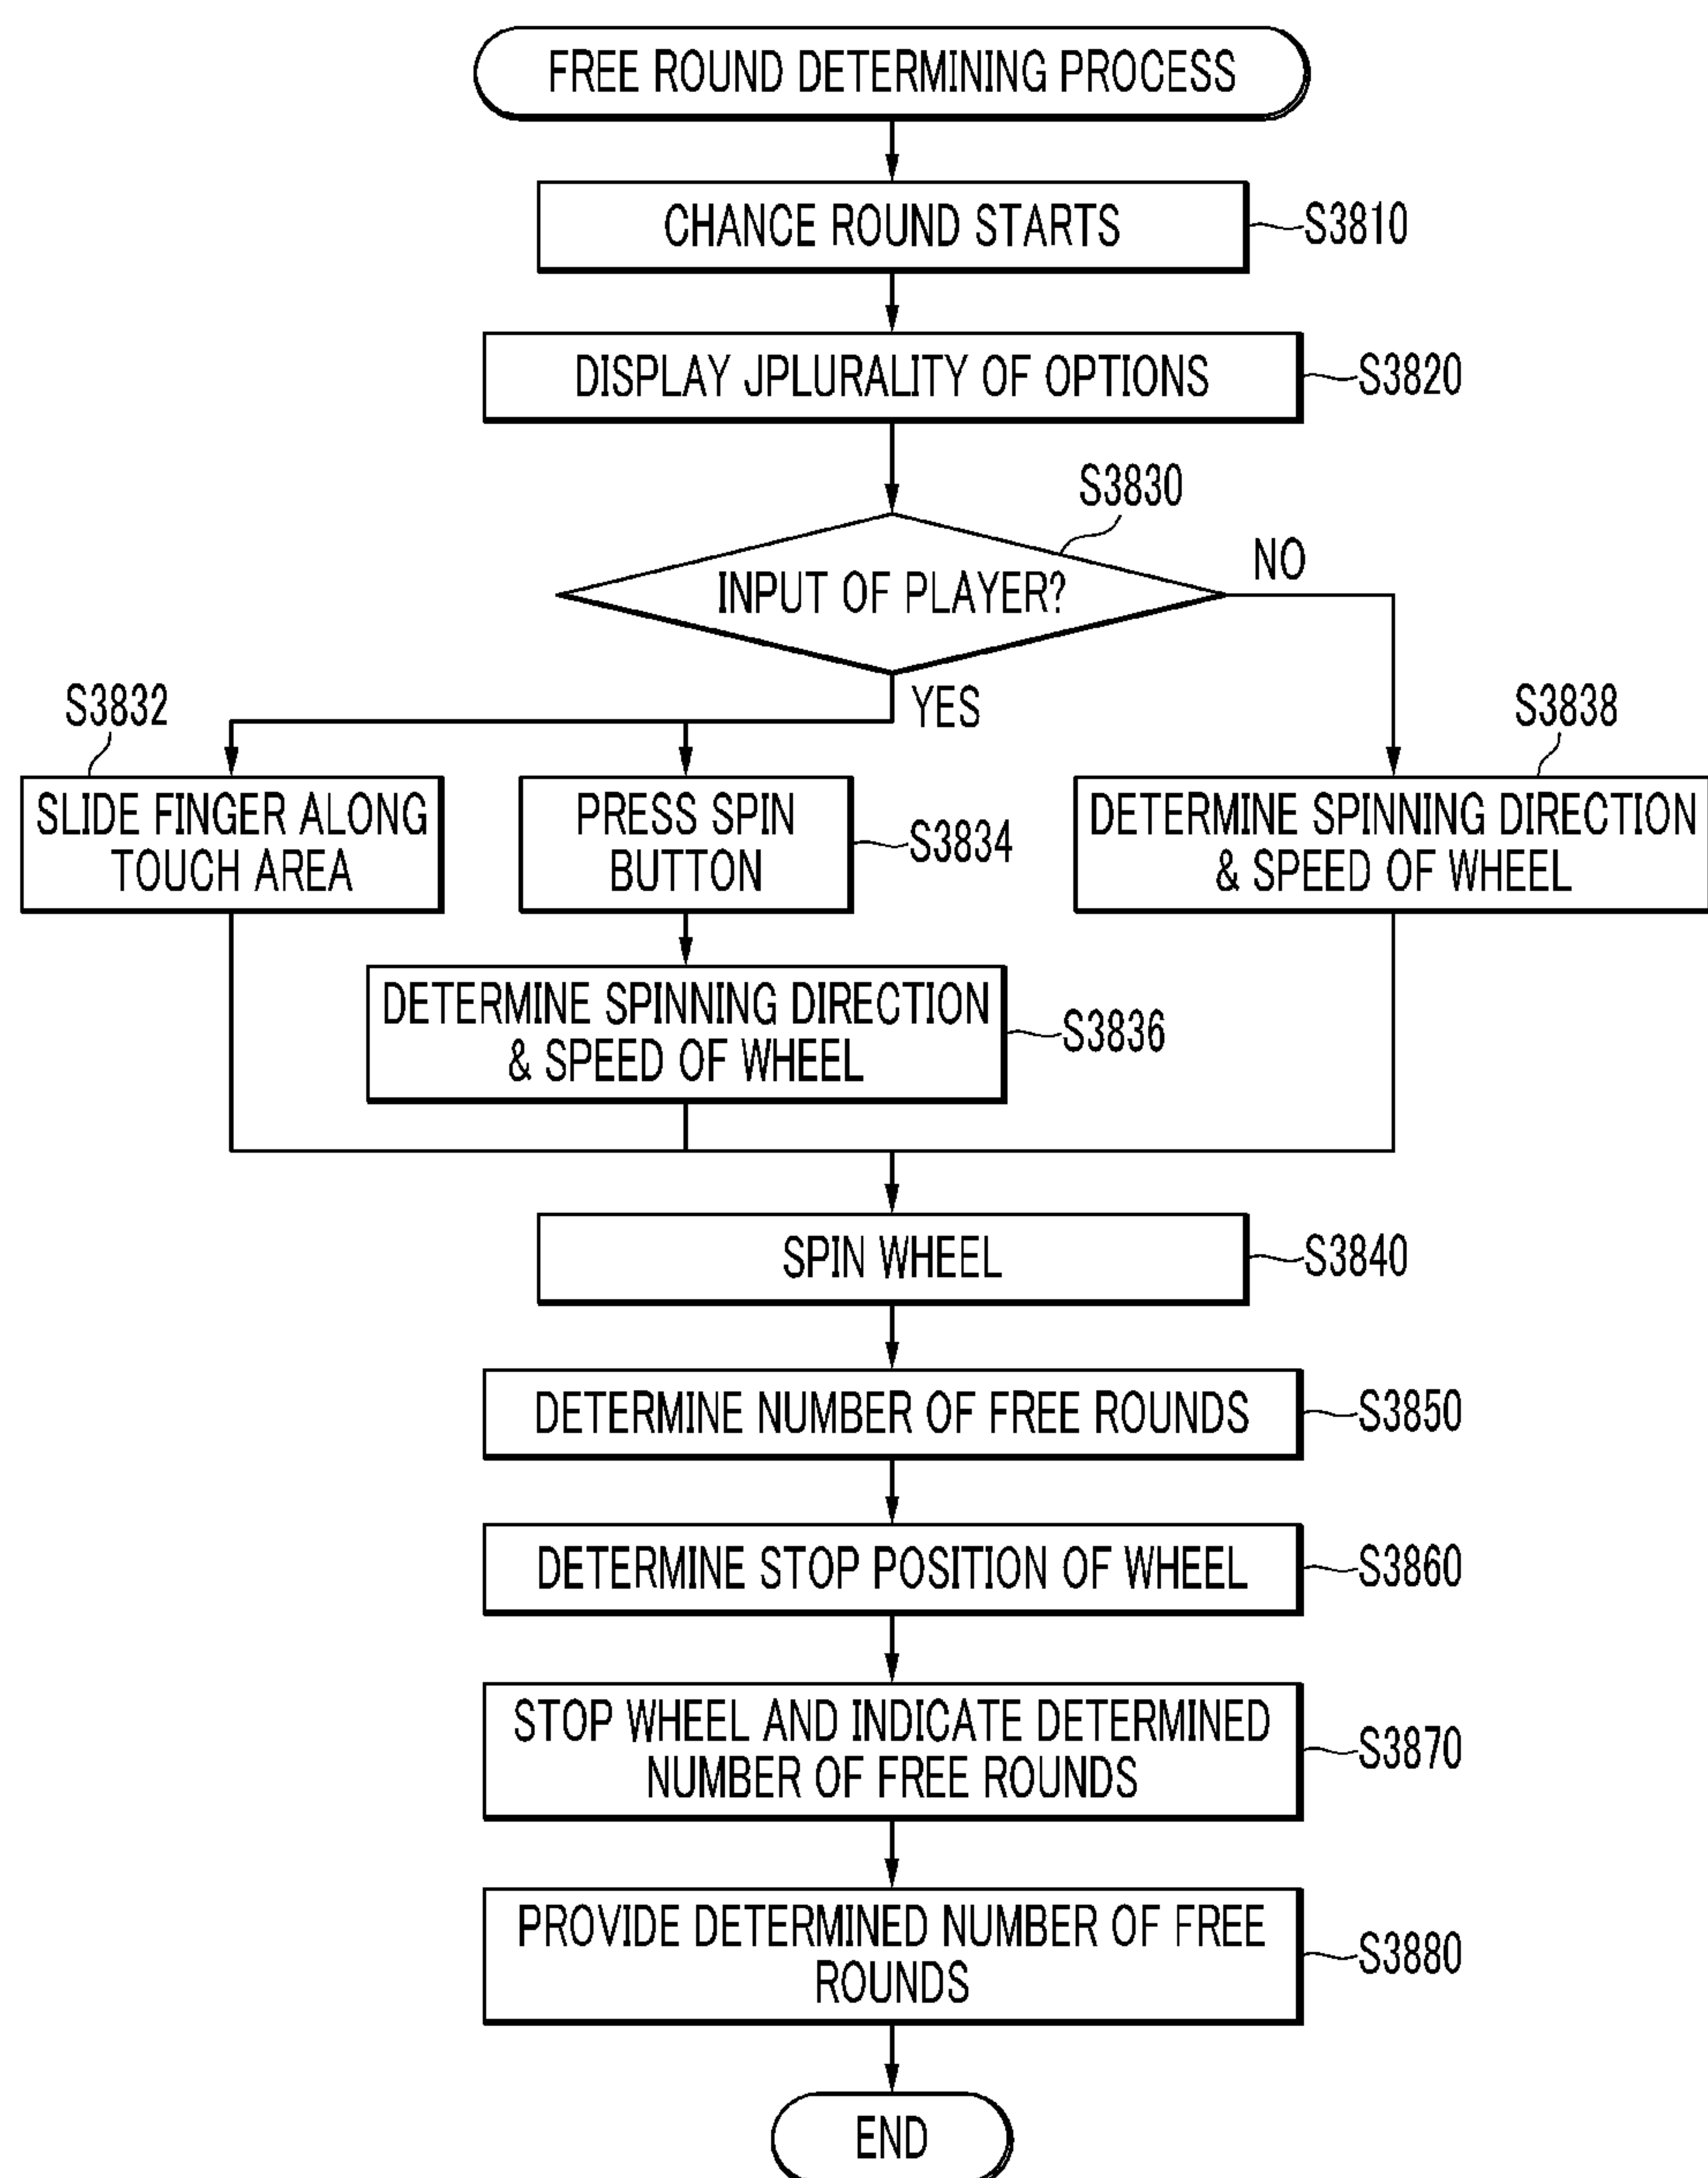 FREE ROUND DETERMINING PROCESS
CHANCE ROUND STARTS
S3810
DISPLAY JPLURALITY OF OPTIONS
S3820
S3830
INPUT OF PLAYER?
NO
YES
S3832
SLIDE FINGER ALONG
TOUCH AREA
PRESS SPIN
BUTTON
S3834
S3838
DETERMINE SPINNING DIRECTION
& SPEED OF WHEEL
DETERMINE SPINNING DIRECTION
& SPEED OF WHEEL
S3836
SPIN WHEEL
S3840
DETERMINE NUMBER OF FREE ROUNDS
S3850
DETERMINE STOP POSITION OF WHEEL
S3860
STOP WHEEL AND INDICATE DETERMINED
NUMBER OF FREE ROUNDS
S3870
PROVIDE DETERMINED NUMBER OF FREE
ROUNDS
S3880
END